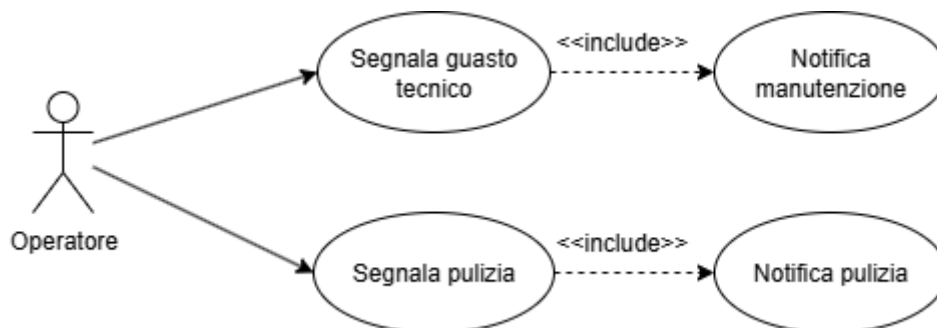 Segnala guasto
tecnico
<<include>>
Notifica
manutenzione
Operatore
Segnala pulizia
<<include>>
Notifica pulizia